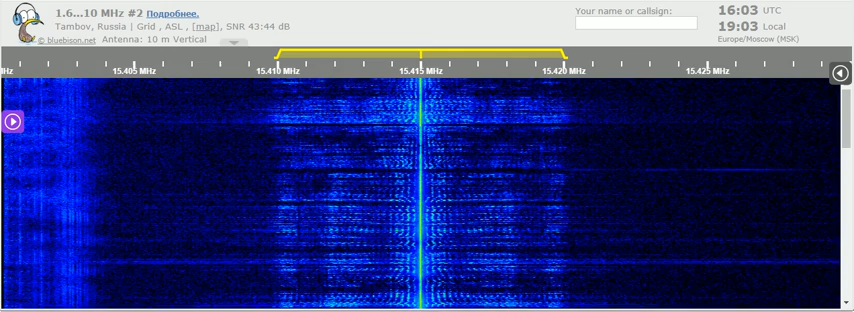 1.6...10 MHz #2 Подробнее.
Tambov, Russia | Grid , ASL , [map], SNR 43:44 dB
© bluebison.net Antenna: 10 m Vertical
Your name or callsign:
16:03 UTC
19:03 Local
Europe/Moscow (MSK)
Hz 15.405 MHz 15.410 MHz 15.415 MHz 15.420 MHz 15.425 MHz